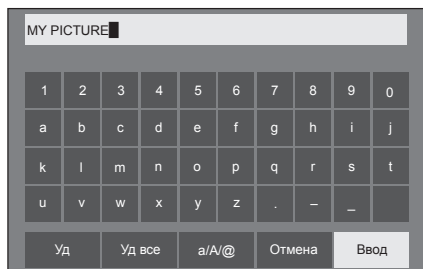 MY PICTURE
1 2 3 4 5 6 7 8 9 0
a b c d e f g h i j
k l m n o p q r s t
u v w x y z . – _
Уд Уд все a/A/@ Отмена Ввод